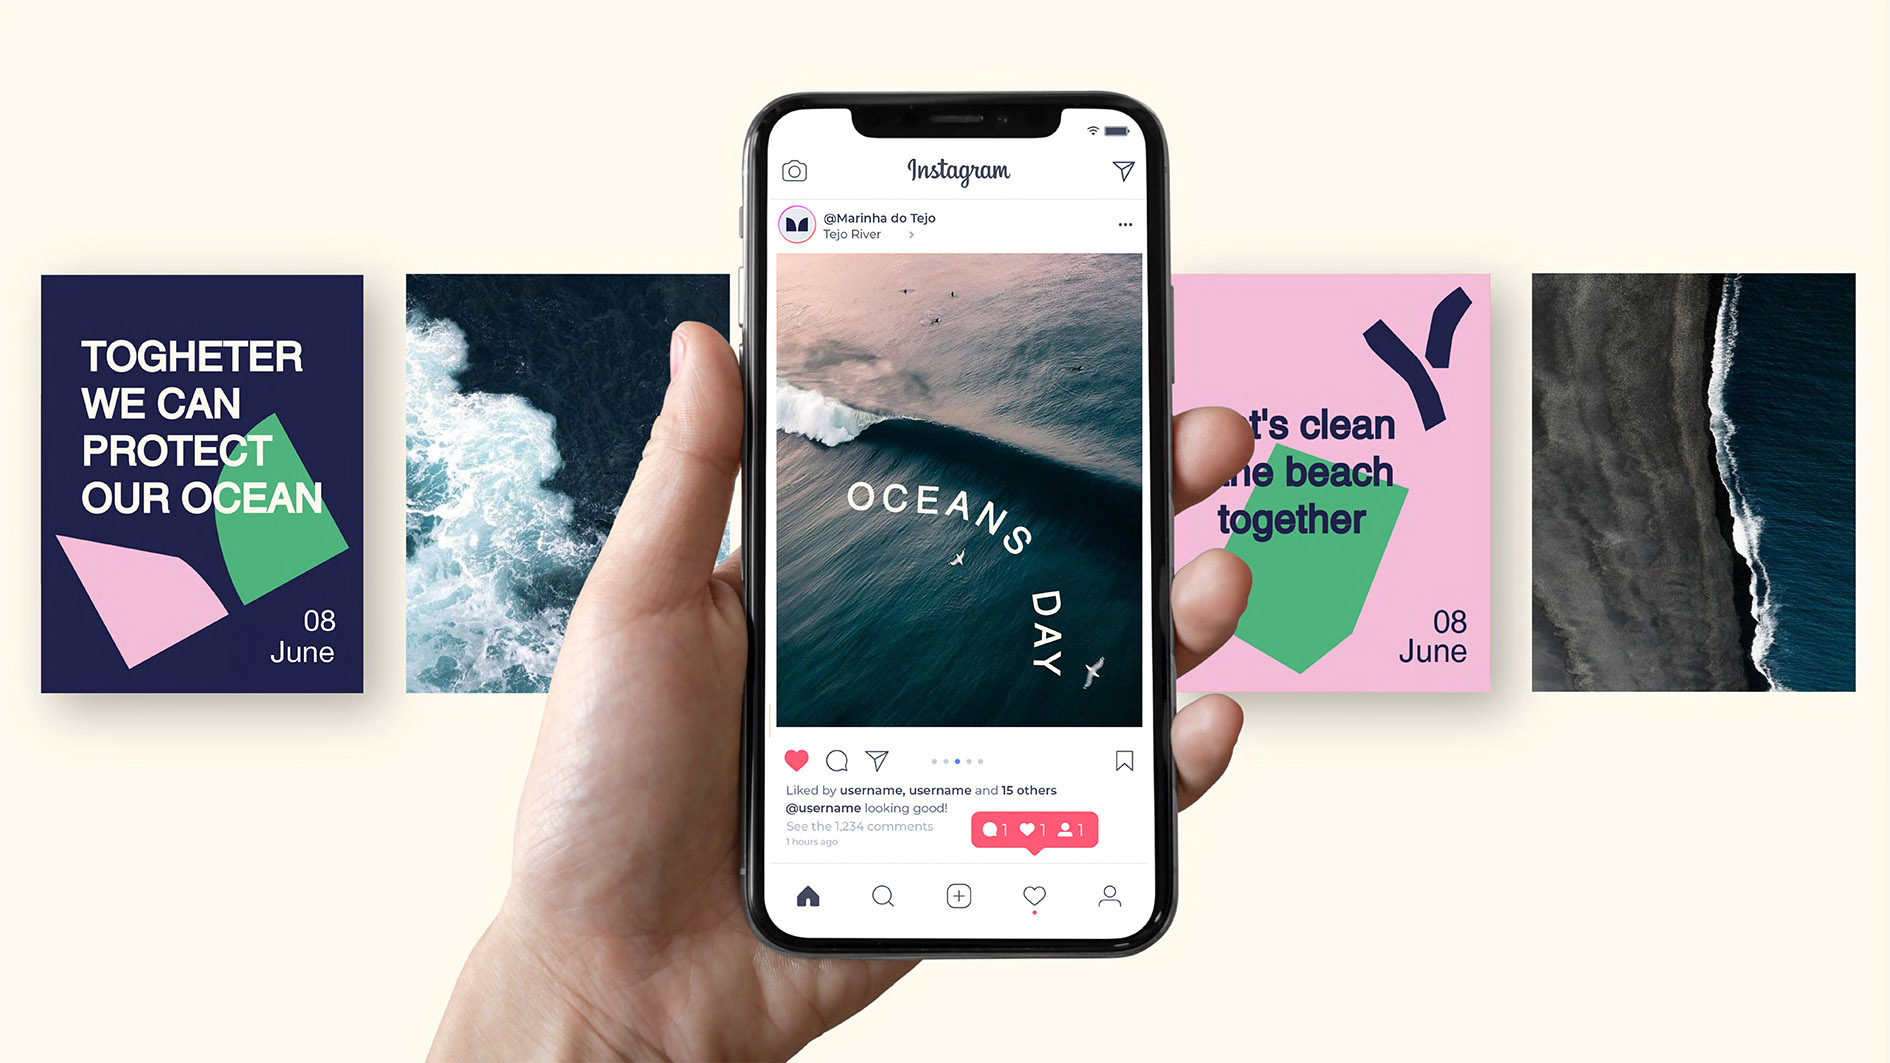 TOGHETER
WE CAN
PROTECT
OUR OCEAN
08
June
Instagram
@Marinha do Tejo
Tejo River
OCEANS DAY
Liked by username, username and 15 others
@username looking good!
See the 1,234 comments
1 hours ago
1 1 1
t's clean
he beach
together
08
June